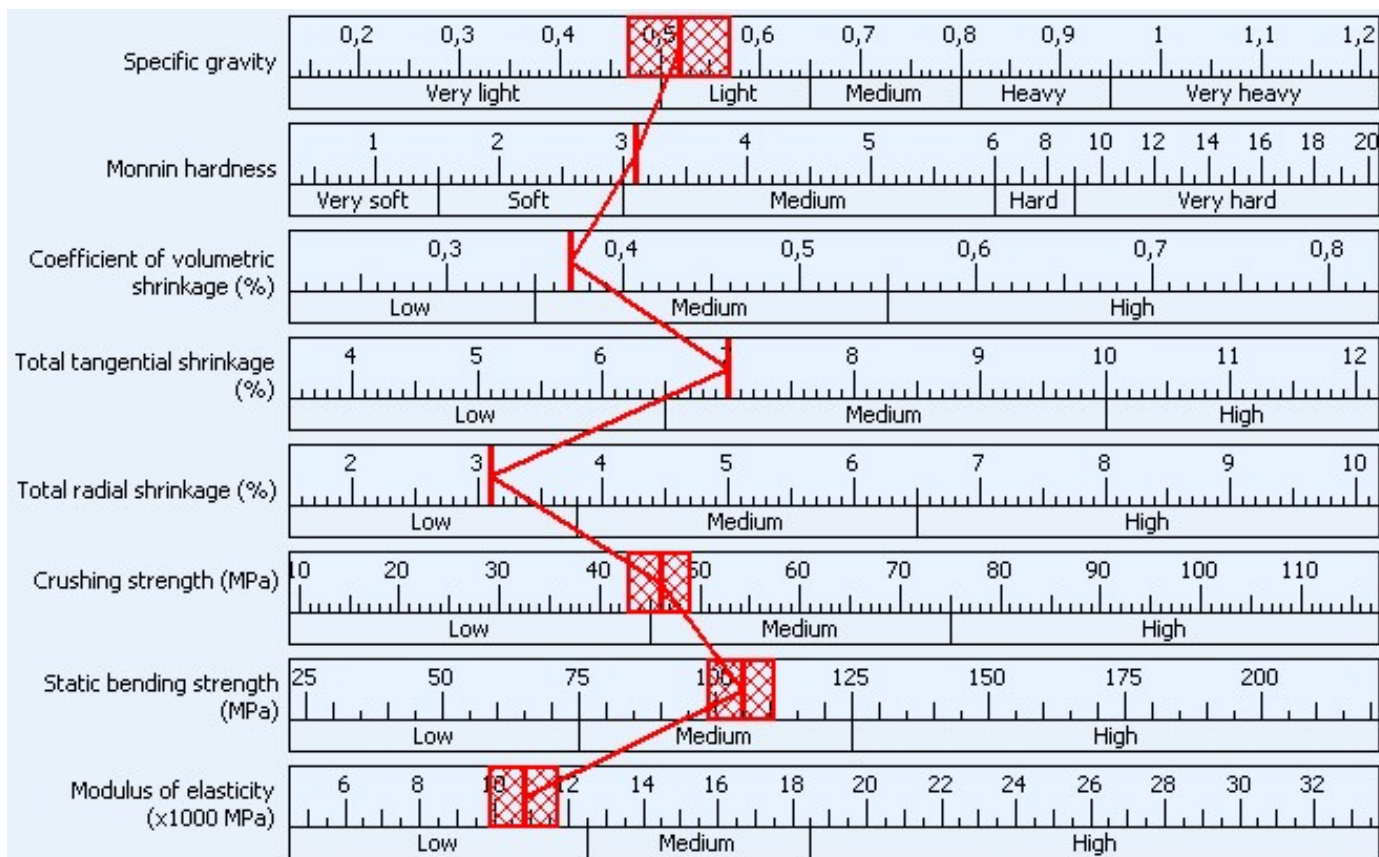 0,2 0,3 0,4 0,5 0,6 0,7 0,8 0,9 1 1,1 1,2
Specific gravity
Very light Light Medium Heavy Very heavy
1 2 3 4 5 6 8 10 12 14 16 18 20
Monnin hardness
Very soft Soft Medium Hard Very hard
0,3 0,4 0,5 0,6 0,7 0,8
Coefficient of volumetric
shrinkage (%)
Low Medium High
4 5 6 7 8 9 10 11 12
Total tangential shrinkage
(%)
Low Medium High
2 3 4 5 6 7 8 9 10
Total radial shrinkage (%)
Low Medium High
10 20 30 40 50 60 70 80 90 100 110
Crushing strength (MPa)
Low Medium High
25 50 75 100 125 150 175 200
Static bending strength
(MPa)
Low Medium High
6 8 10 12 14 16 18 20 22 24 26 28 30 32
Modulus of elasticity
(x1000 MPa)
Low Medium High